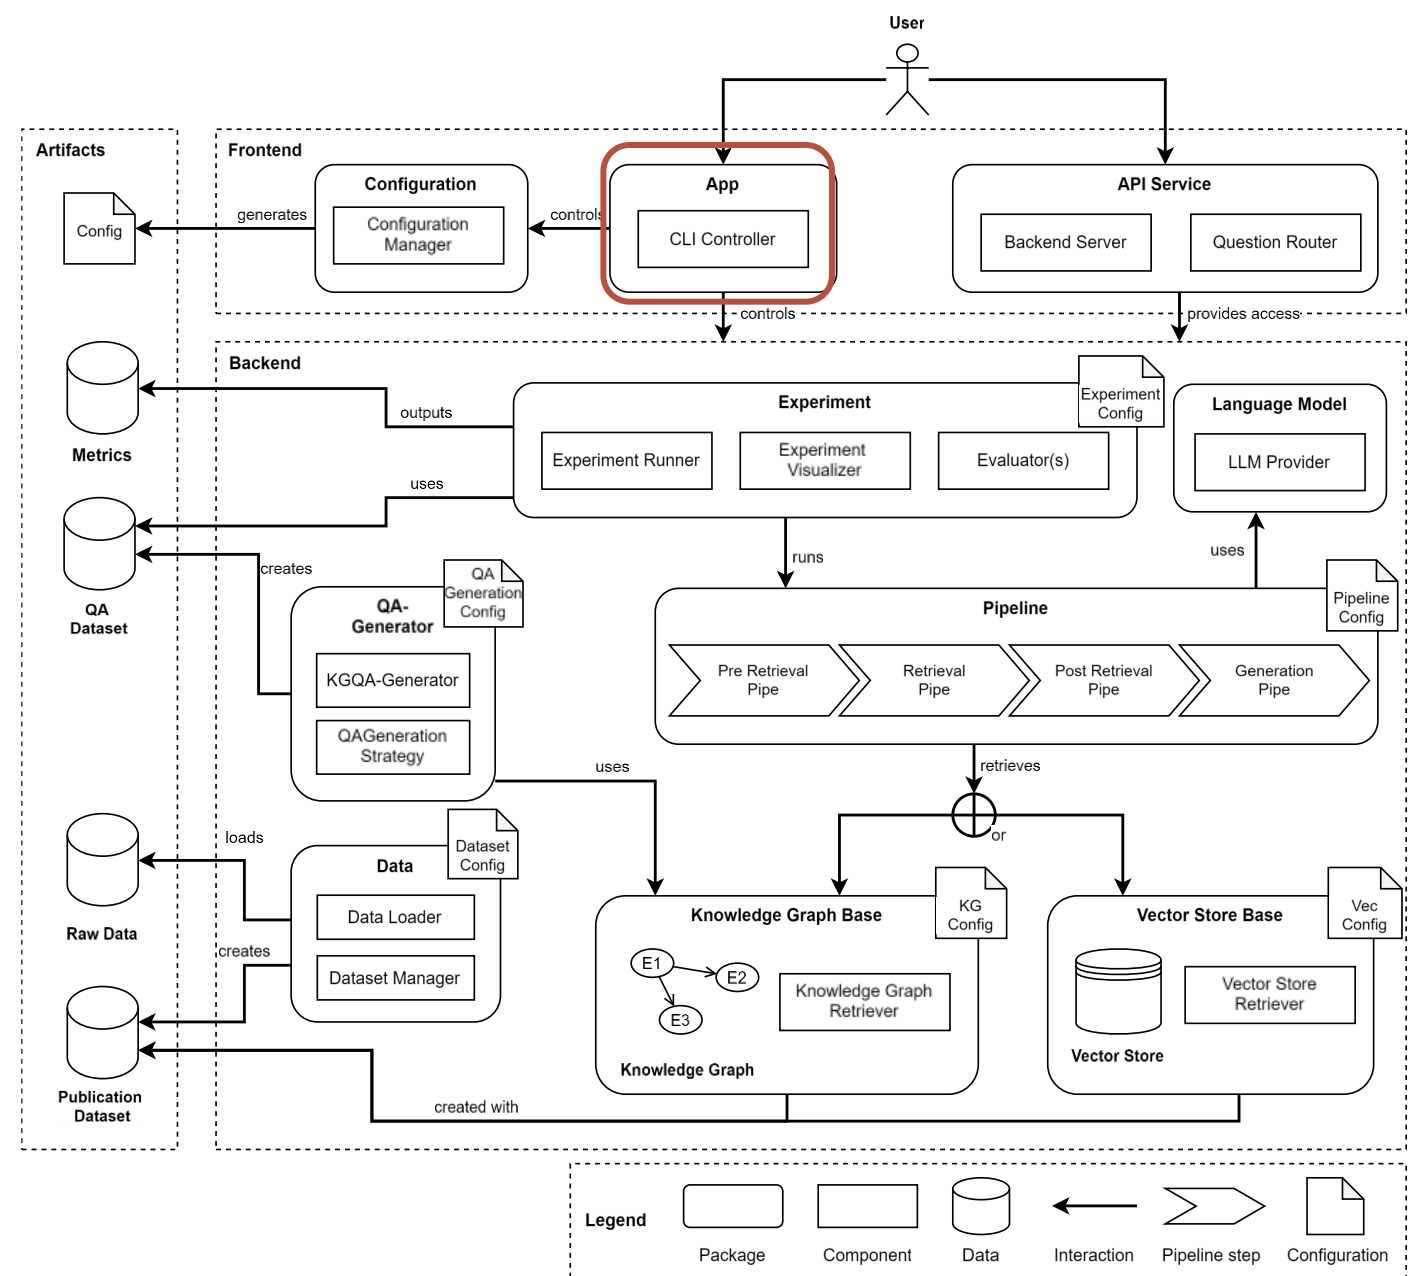 User
Artifacts
Frontend
Configuration
App
API Service
Config
generates
Configuration
Manager
controls
CLI Controller
Backend Server
Question Router
controls
provides access
Backend
Metrics
outputs
Experiment
Experiment
Config
Language Model
Experiment Runner
Experiment
Visualizer
Evaluator(s)
LLM Provider
uses
QA
Dataset
creates
runs
uses
QA
Generation
Config
QA-
Generator
KGQA-Generator
QAGeneration
Strategy
Pipeline
Pipeline
Config
Pre Retrieval
Pipe
Retrieval
Pipe
Post Retrieval
Pipe
Generation
Pipe
uses
retrieves
or
loads
Raw Data
Data
Dataset
Config
Data Loader
Dataset Manager
creates
Knowledge Graph Base
KG
Config
E1
E2
E3
Knowledge Graph
Retriever
Knowledge Graph
Vector Store Base
Vec
Config
Vector Store
Retriever
Vector Store
Publication
Dataset
created with
Legend
Package
Component
Data
Interaction
Pipeline step
Configuration